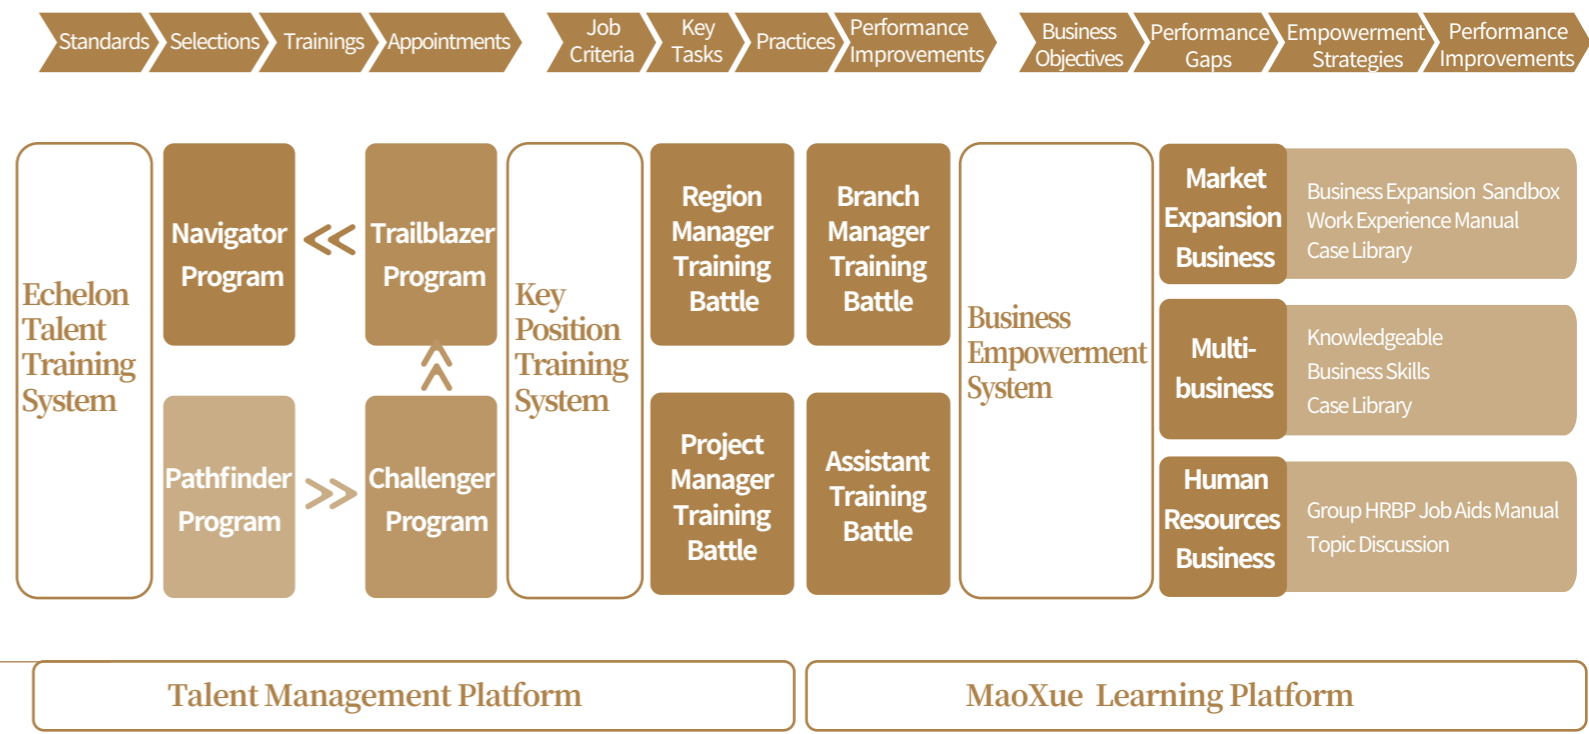 Standards
Selections
Trainings
Appointments
Job
Criteria
Key
Tasks
Practices
Performance
Improvements
Business
Objectives
Performance
Gaps
Empowerment
Strategies
Performance
Improvements
Echelon
Talent
Training
System
Navigator
Program
Trailblazer
Program
Pathfinder
Program
Challenger
Program
Key
Position
Training
System
Region
Manager
Training
Battle
Branch
Manager
Training
Battle
Project
Manager
Training
Battle
Assistant
Training
Battle
Business
Empowerment
System
Market
Expansion
Business
Business Expansion Sandbox
Work Experience Manual
Case Library
Multi-
business
Knowledgeable
Business Skills
Case Library
Human
Resources
Business
Group HRBP Job Aids Manual
Topic Discussion
Talent Management Platform
MaoXue Learning Platform